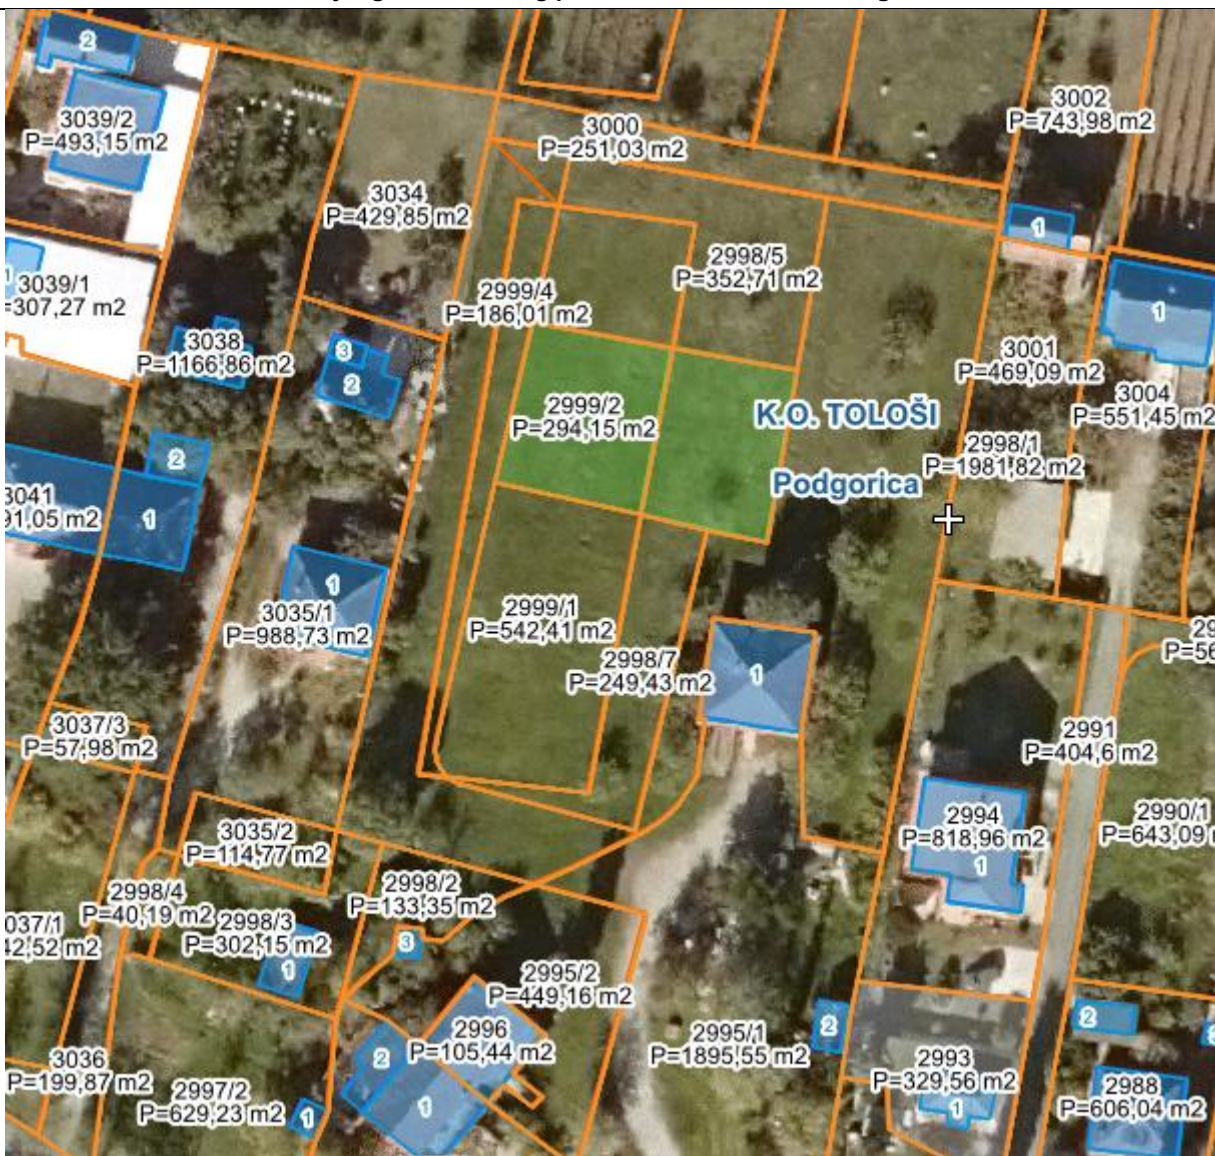 2
3039/2
P=493,15 m2
3000
P=251,03 m2
3002
P=743,98 m2
3034
P=429,85 m2
1
3039/1
=307,27 m2
1
2998/5
P=352,71 m2
2999/4
P=186,01 m2
1
3038
P=1166,86 m2
3
2
3001
P=469,09 m2
3004
P=551,45 m2
2999/2
P=294,15 m2
K.O. TOLOŠI
2998/1
P=1981,82 m2
Podgorica
2
3041
91,05 m2
1
1
3035/1
P=988,73 m2
2999/1
P=542,41 m2
2998/7
P=249,43 m2
1
29
P=56
3037/3
P=57,98 m2
2991
P=404,6 m2
2994
P=818,96 m2
1
2990/1
P=643,09
3035/2
P=114,77 m2
2998/4
P=40,19 m2
2998/2
P=133,35 m2
037/1
42,52 m2
2998/3
P=302,15 m2
1
3
2995/2
P=449,16 m2
2996
P=105,44 m2
2
1
2995/1
P=1895,55 m2
2
2
3036
P=199,87 m2
2997/2
P=629,23 m2
1
2993
P=329,56 m2
1
2988
P=606,04 m2